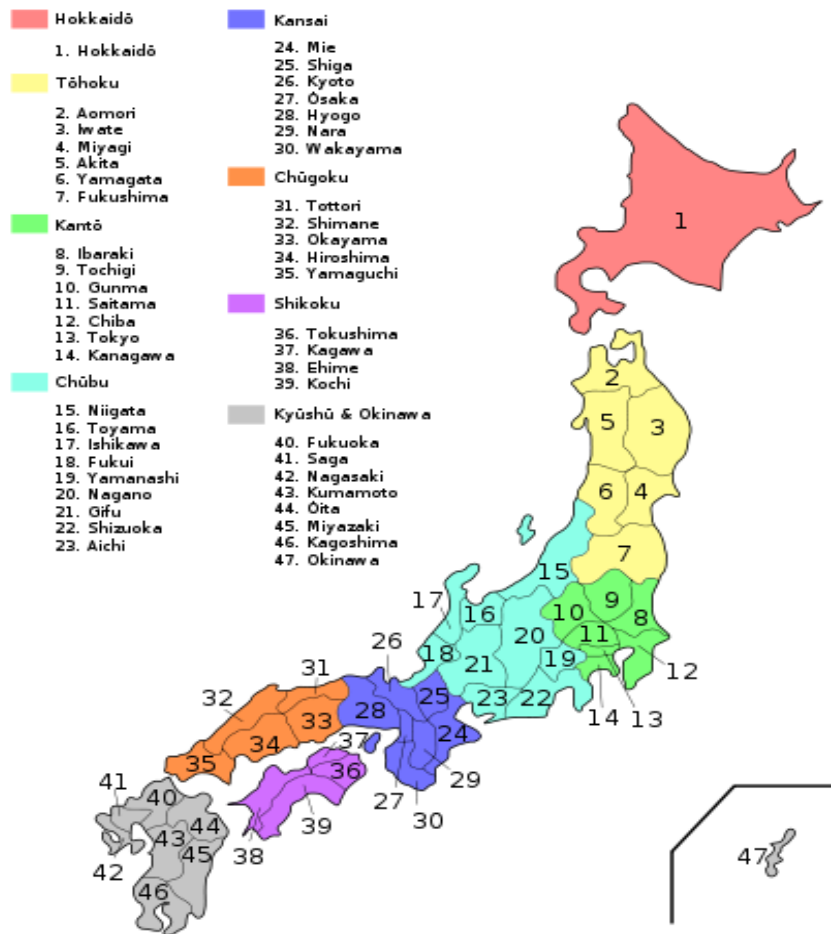 Hokkaidō
1. Hokkaidō
Tōhoku
2. Aomori
3. Iwate
4. Miyagi
5. Akita
6. Yamagata
7. Fukushima
Kantō
8. Ibaraki
9. Tochigi
10. Gunma
11. Saitama
12. Chiba
13. Tokyo
14. Kanagawa
Chūbu
15. Niigata
16. Toyama
17. Ishikawa
18. Fukui
19. Yamanashi
20. Nagano
21. Gifu
22. Shizuoka
23. Aichi
Kansai
24. Mie
25. Shiga
26. Kyoto
27. Ōsaka
28. Hyogo
29. Nara
30. Wakayama
Chūgoku
31. Tottori
32. Shimane
33. Okayama
34. Hiroshima
35. Yamaguchi
Shikoku
36. Tokushima
37. Kagawa
38. Ehime
39. Kochi
Kyūshū & Okinawa
40. Fukuoka
41. Saga
42. Nagasaki
43. Kumamoto
44. Ōita
45. Miyazaki
46. Kagoshima
47. Okinawa
1
2
5
3
6
4
7
15
9
10
8
17
16
11
20
18
21
19
12
26
31
25
23
22
14
13
32
28
33
24
34
37
35
36
29
41
40
27
30
39
44
43
38
45
42
46
47